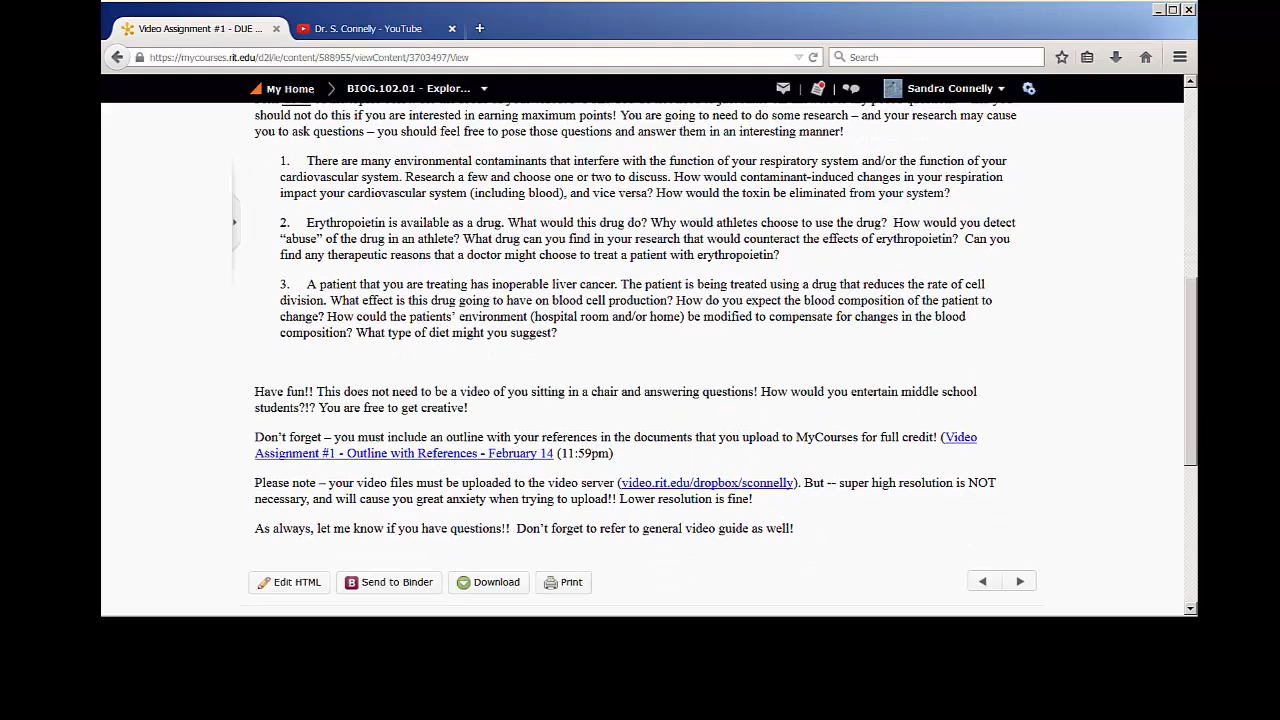 Video Assignment #1 - DUE ...
Dr. S. Connelly - YouTube
https://mycourses.rit.edu/d2l/le/content/588955/viewContent/3703497/View
Search
My Home
BIOG.102.01 - Explor...
Sandra Connelly
should not do this if you are interested in earning maximum points! You are going to need to do some research – and your research may cause
you to ask questions – you should feel free to pose those questions and answer them in an interesting manner!
1. There are many environmental contaminants that interfere with the function of your respiratory system and/or the function of your
cardiovascular system. Research a few and choose one or two to discuss. How would contaminant-induced changes in your respiration
impact your cardiovascular system (including blood), and vice versa? How would the toxin be eliminated from your system?
2. Erythropoietin is available as a drug. What would this drug do? Why would athletes choose to use the drug? How would you detect
“abuse” of the drug in an athlete? What drug can you find in your research that would counteract the effects of erythropoietin? Can you
find any therapeutic reasons that a doctor might choose to treat a patient with erythropoietin?
3. A patient that you are treating has inoperable liver cancer. The patient is being treated using a drug that reduces the rate of cell
division. What effect is this drug going to have on blood cell production? How do you expect the blood composition of the patient to
change? How could the patients’ environment (hospital room and/or home) be modified to compensate for changes in the blood
composition? What type of diet might you suggest?
Have fun!! This does not need to be a video of you sitting in a chair and answering questions! How would you entertain middle school
students?!? You are free to get creative!
Don’t forget – you must include an outline with your references in the documents that you upload to MyCourses for full credit! (Video
Assignment #1 - Outline with References - February 14 (11:59pm)
Please note – your video files must be uploaded to the video server (video.rit.edu/dropbox/sconnelly). But -- super high resolution is NOT
necessary, and will cause you great anxiety when trying to upload!! Lower resolution is fine!
As always, let me know if you have questions!! Don’t forget to refer to general video guide as well!
Edit HTML
B Send to Binder
Download
Print